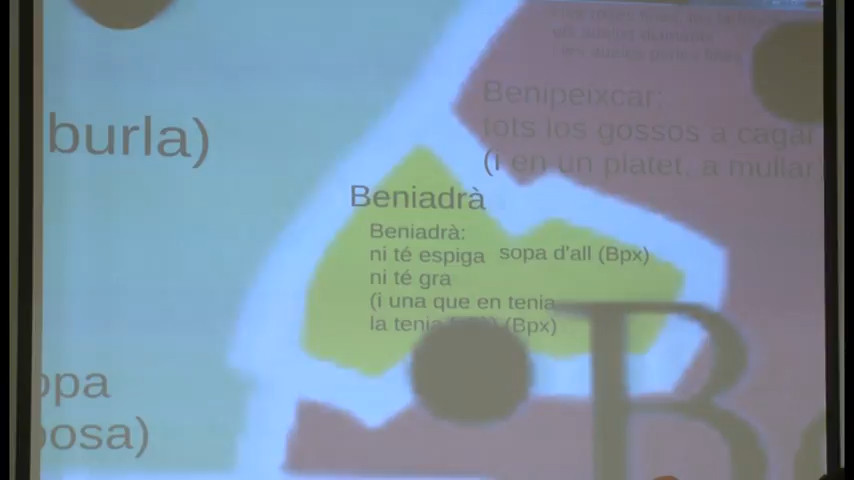 burla)
Benipeixcar:
tots los gossos a cagar
(i en un platet, a mullar)
Beniadrà
Beniadrà:
ni té espiga
sopa d'all (Bpx)
ni té gra
(i una que en tenia
la tenia (Bpx)
opa
posa)
B